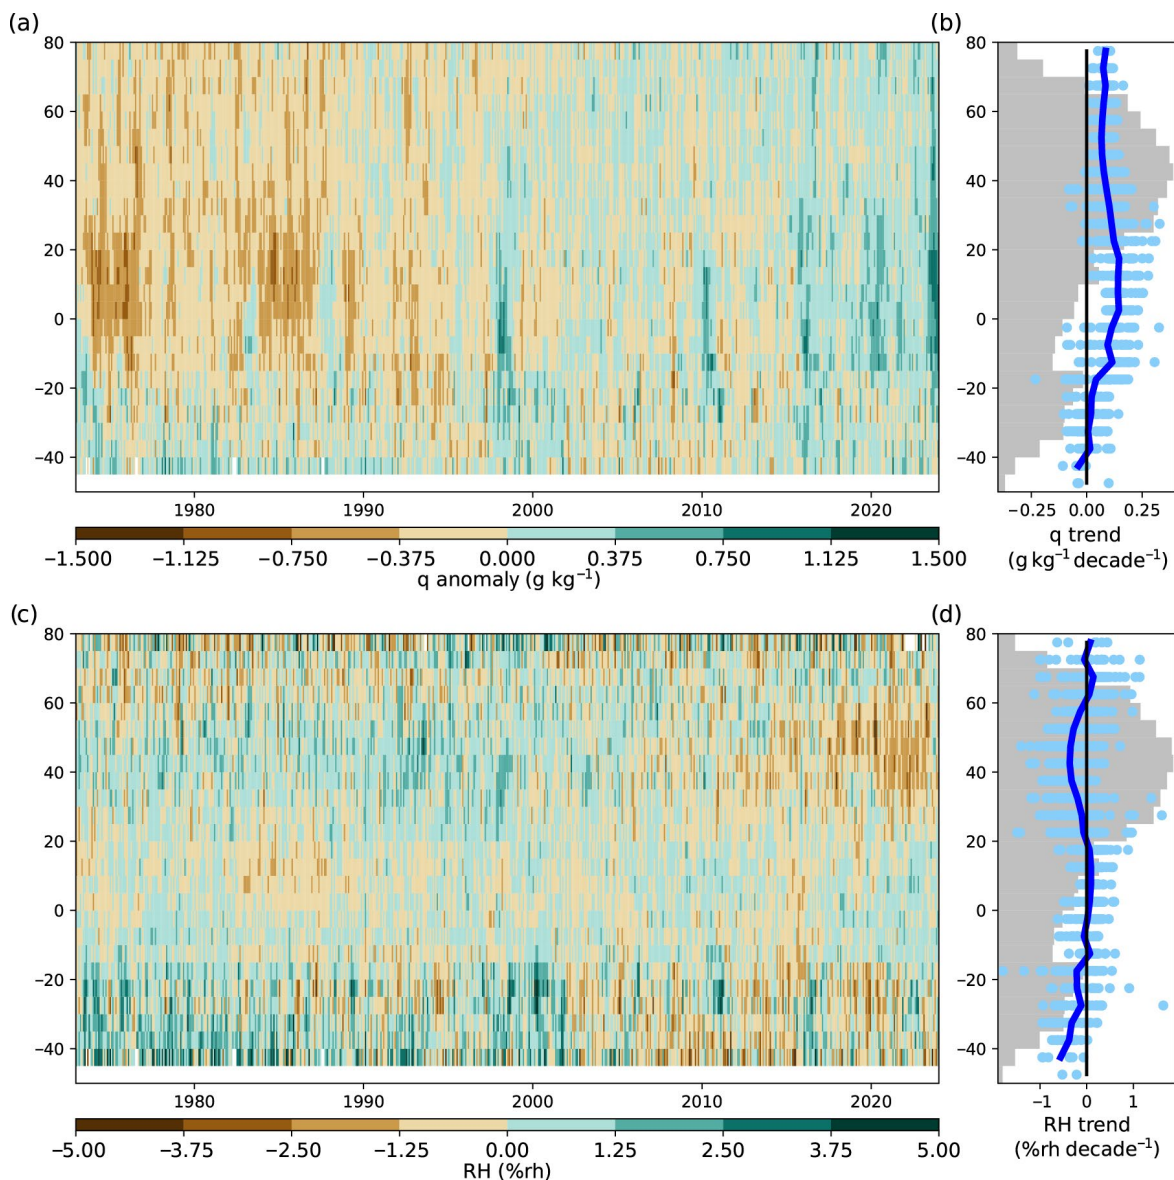 (a)
(b)
80
60
40
20
0
−20
−40
1980
1990
2000
2010
2020
80
60
40
20
0
−20
−40
−0.25 0.00 0.25
q trend
(g kg⁻¹ decade⁻¹)
−1.500 −1.125 −0.750 −0.375 0.000 0.375 0.750 1.125 1.500
q anomaly (g kg⁻¹)
(c)
(d)
80
60
40
20
0
−20
−40
1980
1990
2000
2010
2020
80
60
40
20
0
−20
−40
−1 0 1
RH trend
(%rh decade⁻¹)
−5.00 −3.75 −2.50 −1.25 0.00 1.25 2.50 3.75 5.00
RH (%rh)